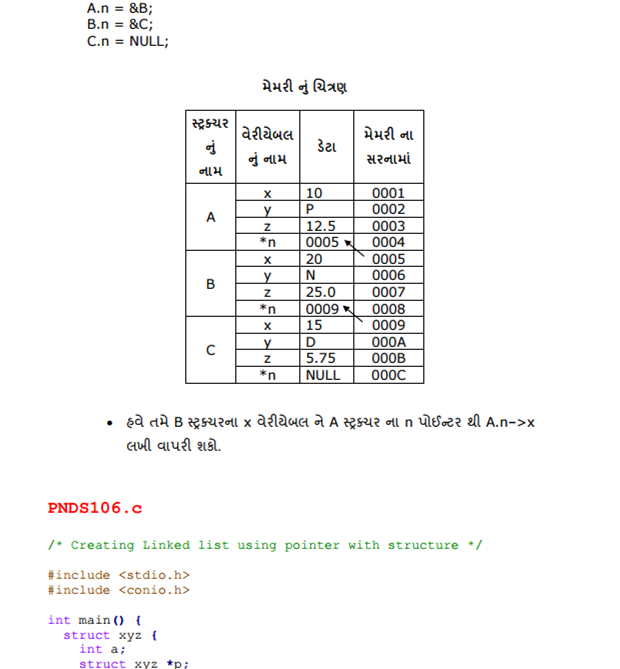 A.n = &B;
B.n = &C;
C.n = NULL;
મેમરી નું ચિત્રણ
સ્ટ્રક્ચર નું નામ | વેરીયેબલ નું નામ | ડેટા | મેમરી ના સરનામાં
A | x | 10 | 0001
y | P | 0002
z | 12.5 | 0003
*n | 0005 | 0004
B | x | 20 | 0005
y | N | 0006
z | 25.0 | 0007
*n | 0009 | 0008
C | x | 15 | 0009
y | D | 000A
z | 5.75 | 000B
*n | NULL | 000C
• હવે તમે B સ્ટ્રક્ચરના x વેરીયેબલ ને A સ્ટ્રક્ચર ના n પોઈન્ટર થી A.n->x
લખી વાપરી શકો.
PNDS106.c
/* Creating Linked list using pointer with structure */
#include <stdio.h>
#include <conio.h>
int main() {
struct xyz {
int a;
struct xyz *p;